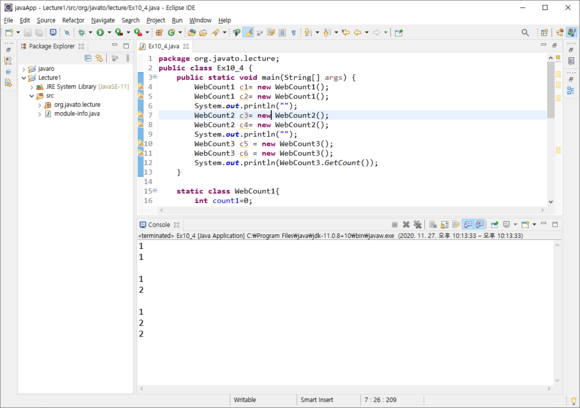 javaApp - Lecture1/src/org/javato/lecture/Ex10_4.java - Eclipse IDE
File Edit Source Refactor Navigate Search Project Run Window Help
Package Explorer
Ex10_4.java
javaro
Lecture1
JRE System Library [JavaSE-11]
src
org.javato.lecture
module-info.java
1 package org.javato.lecture;
2 public class Ex10_4 {
3 public static void main(String[] args) {
4 WebCount1 c1= new WebCount1();
5 WebCount1 c2= new WebCount1();
6 System.out.println("");
7 WebCount2 c3= new WebCount2();
8 WebCount2 c4= new WebCount2();
9 System.out.println("");
10 WebCount3 c5 = new WebCount3();
11 WebCount3 c6 = new WebCount3();
12 System.out.println(WebCount3.GetCount());
13 }
14
15 static class WebCount1{
16 int count1=0;
Console
<terminated> Ex10_4 [Java Application] C:₩Program Files₩java₩jdk-11.0.8+10₩bin₩javaw.exe (2020. 11. 27. 오후 10:13:33 – 오후 10:13:33)
1
1
1
2
1
2
2
Writable Smart Insert 7 : 26 : 209